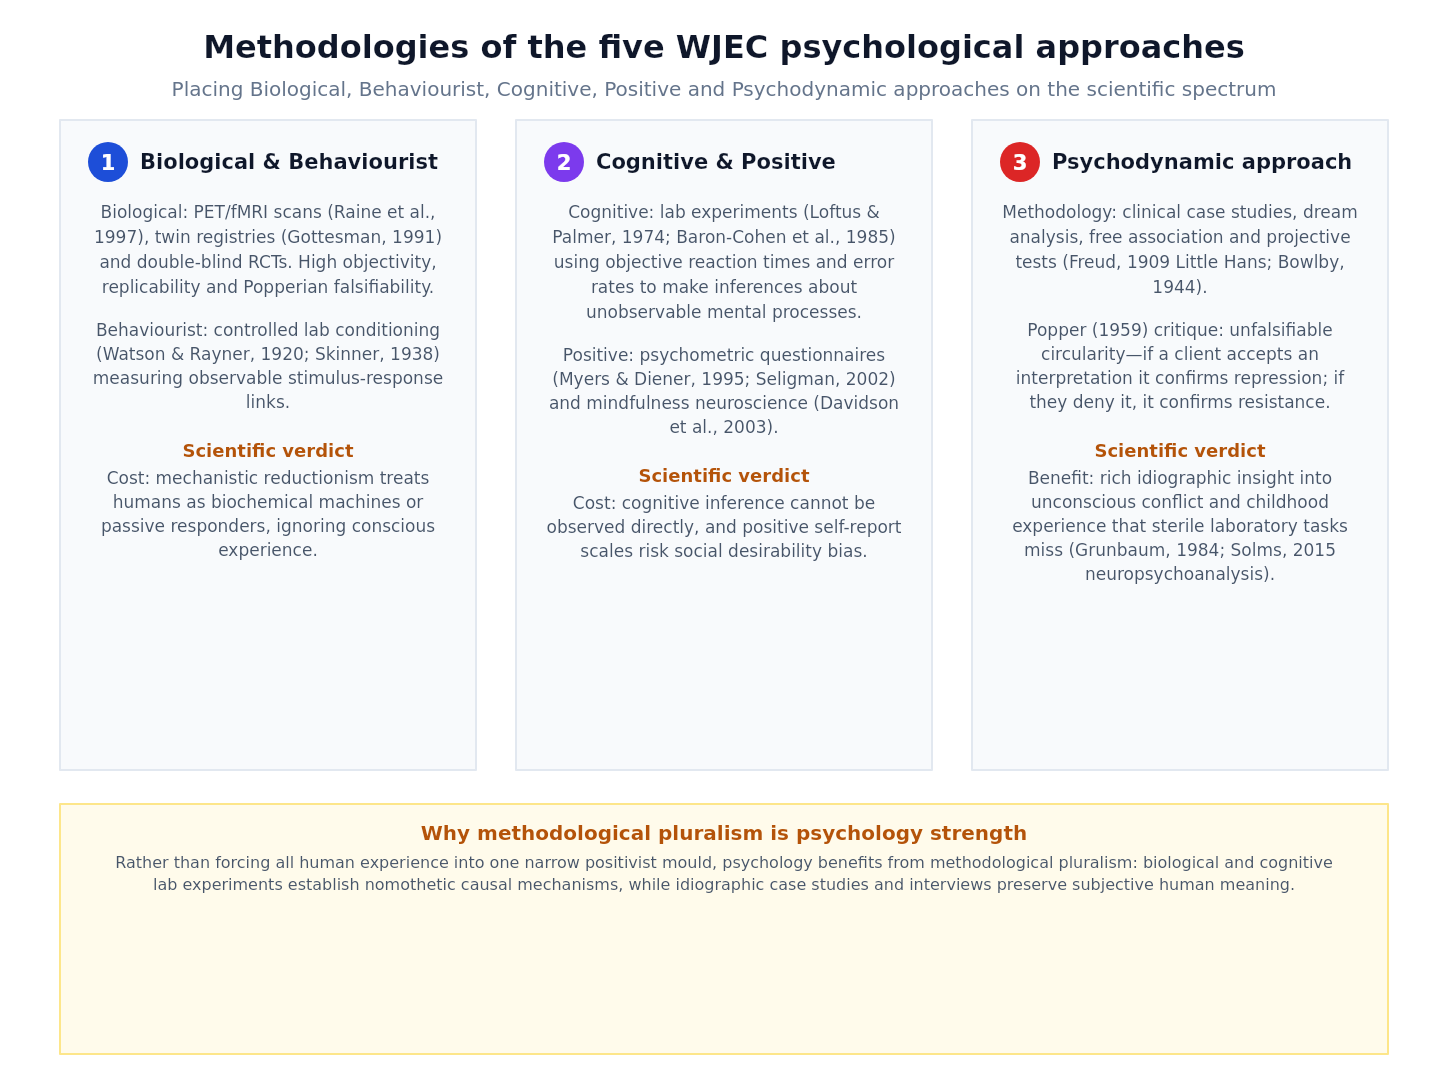 Methodologies of the five WJEC psychological approaches
Placing Biological, Behaviourist, Cognitive, Positive and Psychodynamic approaches on the scientific spectrum
1 Biological & Behaviourist
Biological: PET/fMRI scans (Raine et al.,
1997), twin registries (Gottesman, 1991)
and double-blind RCTs. High objectivity,
replicability and Popperian falsifiability.
Behaviourist: controlled lab conditioning
(Watson & Rayner, 1920; Skinner, 1938)
measuring observable stimulus-response
links.
Scientific verdict
Cost: mechanistic reductionism treats
humans as biochemical machines or
passive responders, ignoring conscious
experience.
2 Cognitive & Positive
Cognitive: lab experiments (Loftus &
Palmer, 1974; Baron-Cohen et al., 1985)
using objective reaction times and error
rates to make inferences about
unobservable mental processes.
Positive: psychometric questionnaires
(Myers & Diener, 1995; Seligman, 2002)
and mindfulness neuroscience (Davidson
et al., 2003).
Scientific verdict
Cost: cognitive inference cannot be
observed directly, and positive self-report
scales risk social desirability bias.
3 Psychodynamic approach
Methodology: clinical case studies, dream
analysis, free association and projective
tests (Freud, 1909 Little Hans; Bowlby,
1944).
Popper (1959) critique: unfalsifiable
circularity—if a client accepts an
interpretation it confirms repression; if
they deny it, it confirms resistance.
Scientific verdict
Benefit: rich idiographic insight into
unconscious conflict and childhood
experience that sterile laboratory tasks
miss (Grunbaum, 1984; Solms, 2015
neuropsychoanalysis).
Why methodological pluralism is psychology strength
Rather than forcing all human experience into one narrow positivist mould, psychology benefits from methodological pluralism: biological and cognitive
lab experiments establish nomothetic causal mechanisms, while idiographic case studies and interviews preserve subjective human meaning.